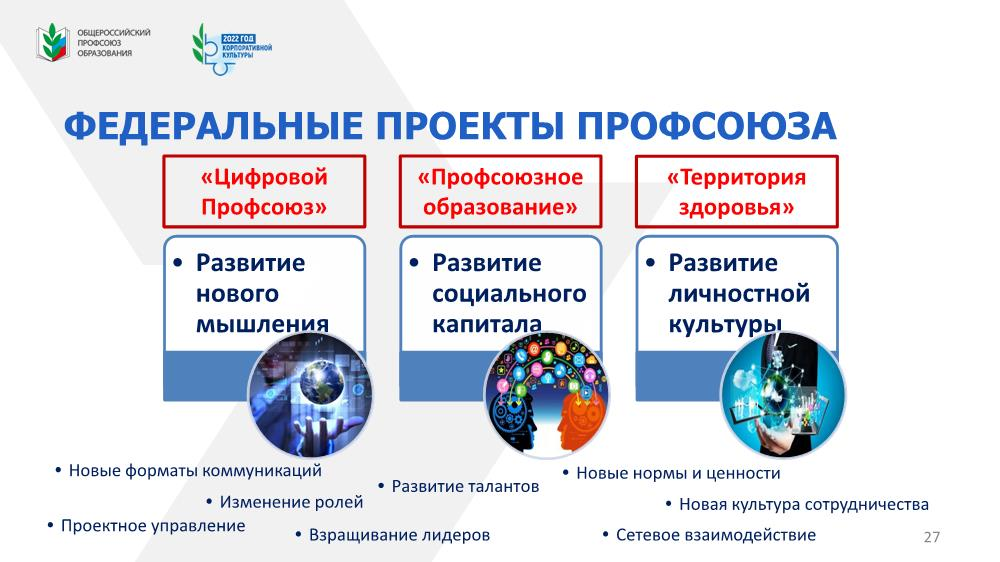 ОБЩЕРОССИЙСКИЙ
ПРОФСОЮЗ
ОБРАЗОВАНИЯ
2022 ГОД
КОРПОРАТИВНОЙ
КУЛЬТУРЫ
ФЕДЕРАЛЬНЫЕ ПРОЕКТЫ ПРОФСОЮЗА
«Цифровой
Профсоюз»
• Развитие
нового
мышления
«Профсоюзное
образование»
• Развитие
социального
капитала
«Территория
здоровья»
• Развитие
личностной
культуры
• Новые форматы коммуникаций
• Изменение ролей
• Проектное управление
• Развитие талантов
• Взращивание лидеров
• Новые нормы и ценности
• Новая культура сотрудничества
• Сетевое взаимодействие
27